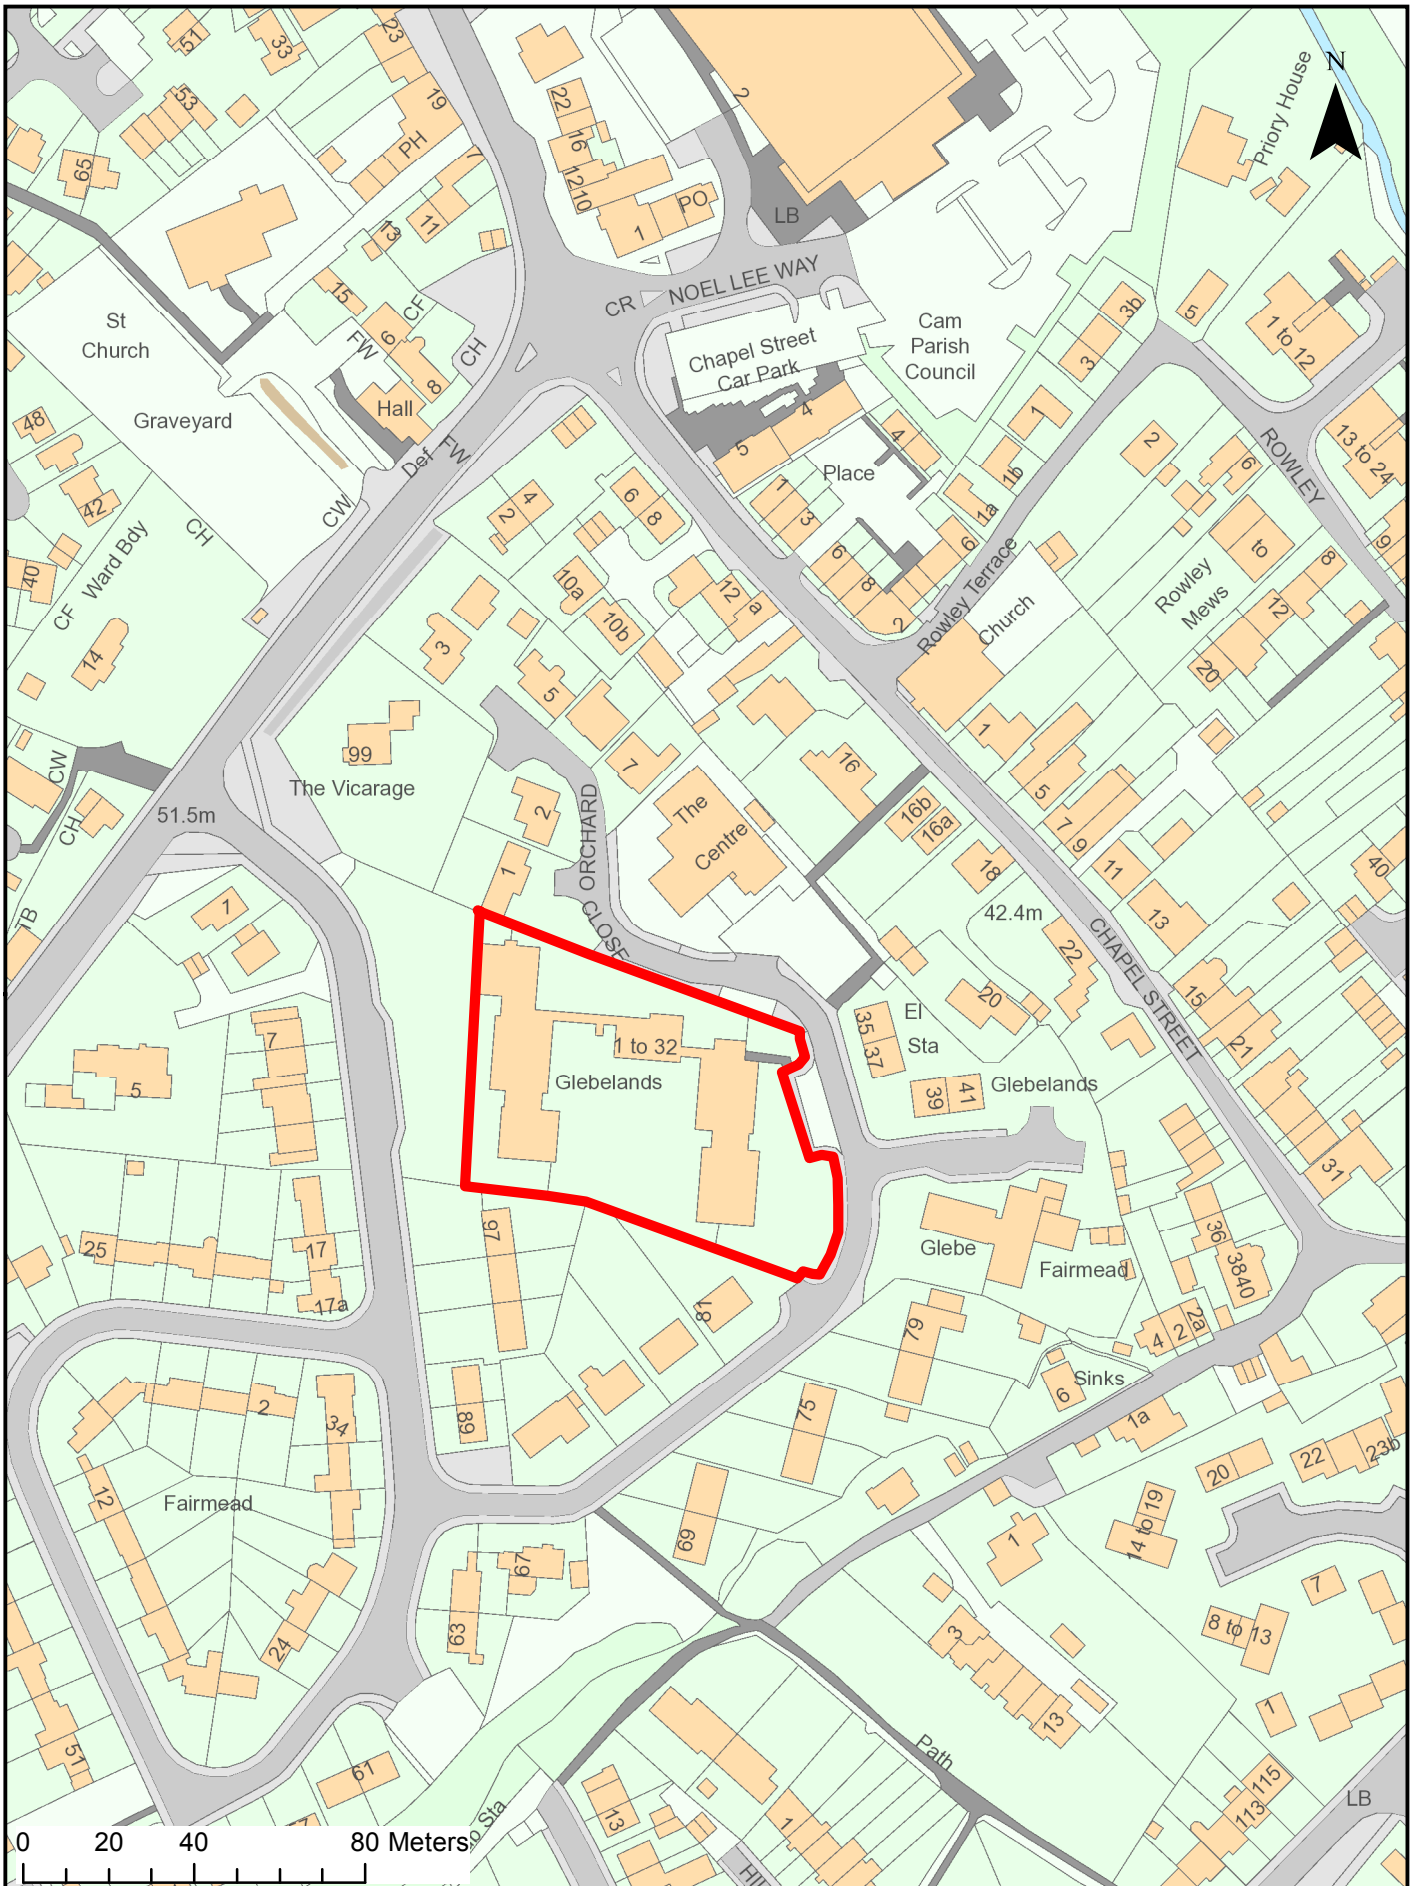 51
33
23
53
19
PH
65
7
11
13
15
CF
6
FW
8
CH
St
Church
Graveyard
Hall
Def
FW
CW
22
16
12
10
1
PO
2
LB
N
Priory House
CR
NOEL LEE WAY
Chapel Street
Car Park
Cam
Parish
Council
3b
3
5
1 to 12
1
1b
1a
2
6
ROWLEY
13 to 24
9
4
5
4
Place
1
3
6
8
2
6
Rowley Terrace
Church
Rowley
Mews
to
8
12
20
48
42
40
CH
Ward Bdy
CF
14
CW
CH
TB
51.5m
2
4
6
8
10a
10b
12
a
3
5
7
99
The Vicarage
2
1
ORCHARD
CLOSE
The
Centre
16
16b
16a
18
42.4m
22
20
CHAPEL STREET
1
5
7
9
11
13
15
21
31
40
1
7
5
25
17
17a
1 to 32
Glebelands
35
37
El
Sta
39
41
Glebelands
Glebe
Fairmead
36
3840
2a
2
4
6
Sinks
1a
97
81
89
79
75
69
2
34
12
Fairmead
24
63
67
61
51
1
14 to 19
20
22
23b
7
8 to 13
1
3
13
Path
115
113
LB
13
1
Sta
0 20 40 80 Meters